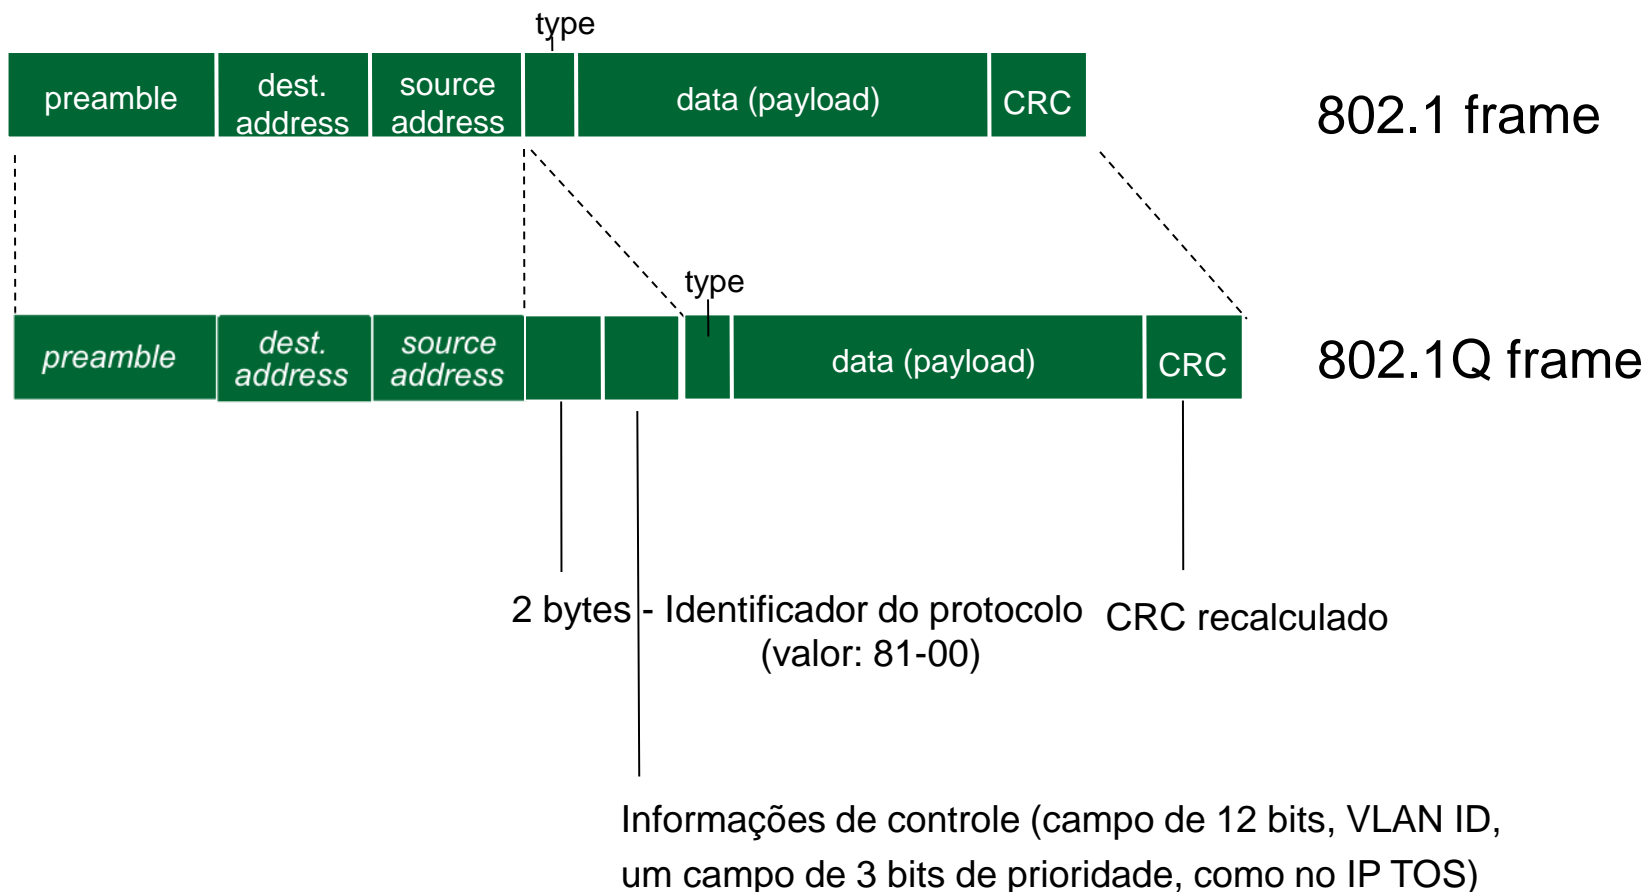 type
preamble
dest.
address
source
address
data (payload)
CRC
802.1 frame
type
preamble
dest.
address
source
address
data (payload)
CRC
802.1Q frame
2 bytes - Identificador do protocolo
(valor: 81-00)
CRC recalculado
Informações de controle (campo de 12 bits, VLAN ID,
um campo de 3 bits de prioridade, como no IP TOS)